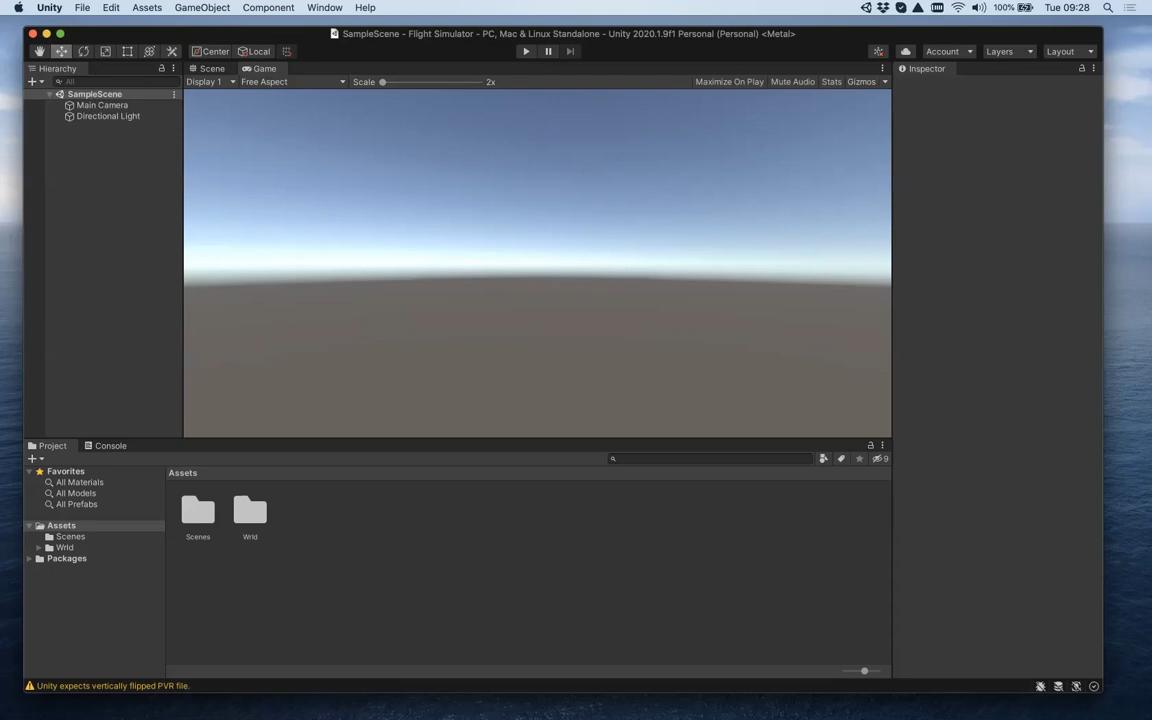 Unity File Edit Assets GameObject Component Window Help 100% Tue 09:28
SampleScene - Flight Simulator - PC, Mac & Linux Standalone - Unity 2020.1.9f1 Personal (Personal) <Metal>
Center Local Account Layers Layout
Hierarchy Scene Game Inspector
All Display 1 Free Aspect Scale 2x Maximize On Play Mute Audio Stats Gizmos
SampleScene
Main Camera
Directional Light
Project Console
9
Favorites Assets
All Materials
All Models
All Prefabs
Assets
Scenes Scenes Wrld
Wrld
Packages
Unity expects vertically flipped PVR file.